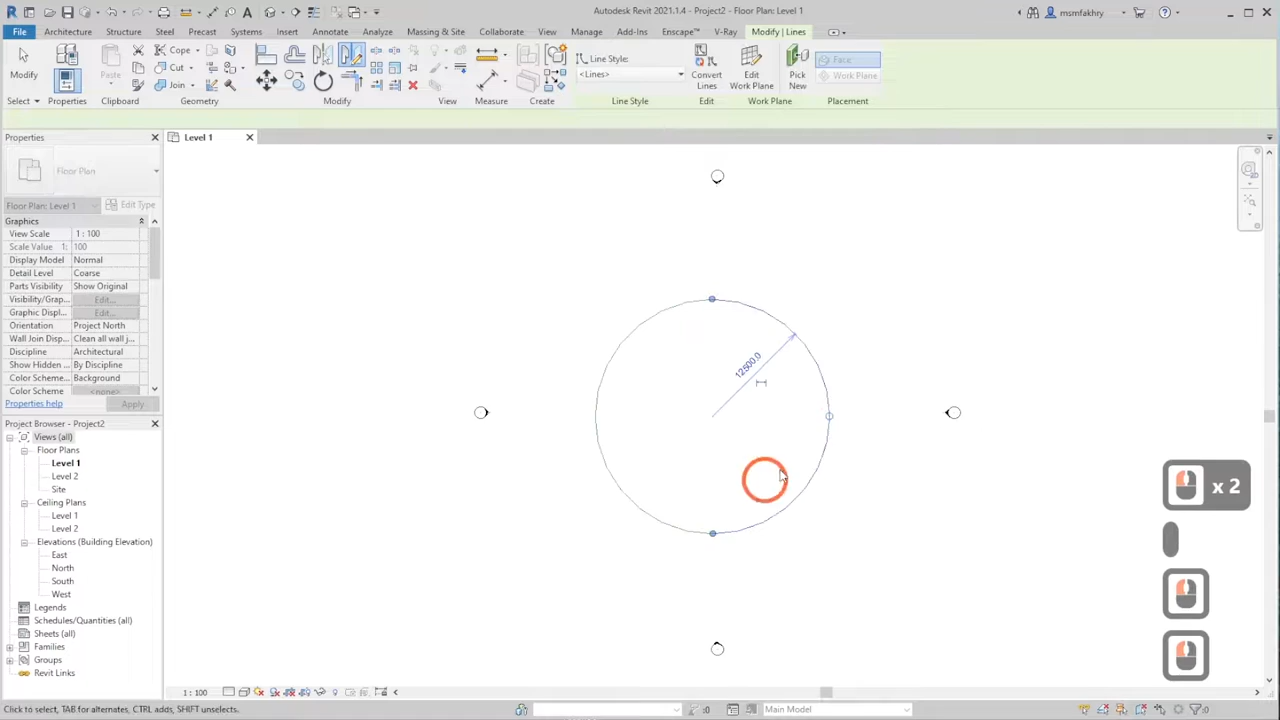 Autodesk Revit 2021.1.4 - Project2 - Floor Plan: Level 1
msmfakhry
File Architecture Structure Steel Precast Systems Insert Annotate Analyze Massing & Site Collaborate View Manage Add-Ins Enscape™ V-Ray Modify | Lines
Modify
Select
Properties
Paste
Clipboard
Cope
Cut
Join
Geometry
Modify
View
Measure
Create
Line Style:
<Lines>
Line Style
Convert Lines
Edit
Edit Work Plane
Work Plane
Pick New
Face
Work Plane
Placement
Properties
Level 1
Floor Plan
Floor Plan: Level 1 Edit Type
Graphics
View Scale 1 : 100
Scale Value 1: 100
Display Model Normal
Detail Level Coarse
Parts Visibility Show Original
Visibility/Grap... Edit...
Graphic Displ... Edit...
Orientation Project North
Wall Join Disp... Clean all wall j...
Discipline Architectural
Show Hidden ... By Discipline
Color Scheme... Background
Color Scheme <none>
Properties help Apply
Project Browser - Project2
Views (all)
Floor Plans
Level 1
Level 2
Site
Ceiling Plans
Level 1
Level 2
Elevations (Building Elevation)
East
North
South
West
Legends
Schedules/Quantities (all)
Sheets (all)
Families
Groups
Revit Links
12500.0
x 2
1 : 100
Click to select, TAB for alternates, CTRL adds, SHIFT unselects.
:0
Main Model
:0